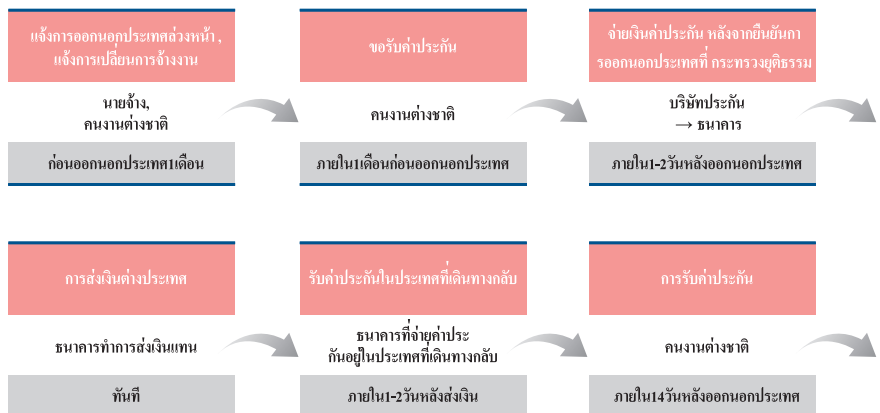 แจ้งการออกนอกประเทศล่วงหน้า ,
แจ้งการเปลี่ยนการจ้างงาน
นายจ้าง,
คนงานต่างชาติ
ก่อนออกนอกประเทศ1เดือน
ขอรับค่าประกัน
คนงานต่างชาติ
ภายใน1เดือนก่อนออกนอกประเทศ
จ่ายเงินค่าประกัน หลังจากยืนยันกา
รออกนอกประเทศที่ กระทรวงยุติธรรม
บริษัทประกัน
→ ธนาคาร
ภายใน1-2วันหลังออกนอกประเทศ
การส่งเงินต่างประเทศ
ธนาคารทำการส่งเงินแทน
ทันที
รับค่าประกันในประเทศที่เดินทางกลับ
ธนาคารที่จ่ายค่าประ
กันอยู่ในประเทศที่เดินทางกลับ
ภายใน1-2วันหลังส่งเงิน
การรับค่าประกัน
คนงานต่างชาติ
ภายใน14วันหลังออกนอกประเทศ